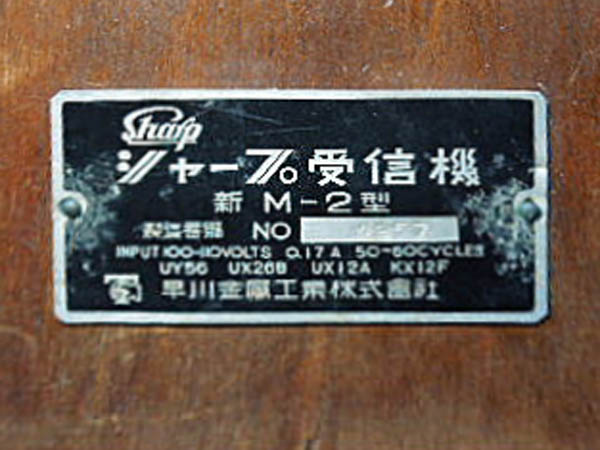 Sharp
シャープ受信機
新 M-2型
製造番號 NO
INPUT 100-110VOLTS 0.17A 50-60CYCLES
UY56 UX26B UX12A KX12F
早川金屬工業株式會社